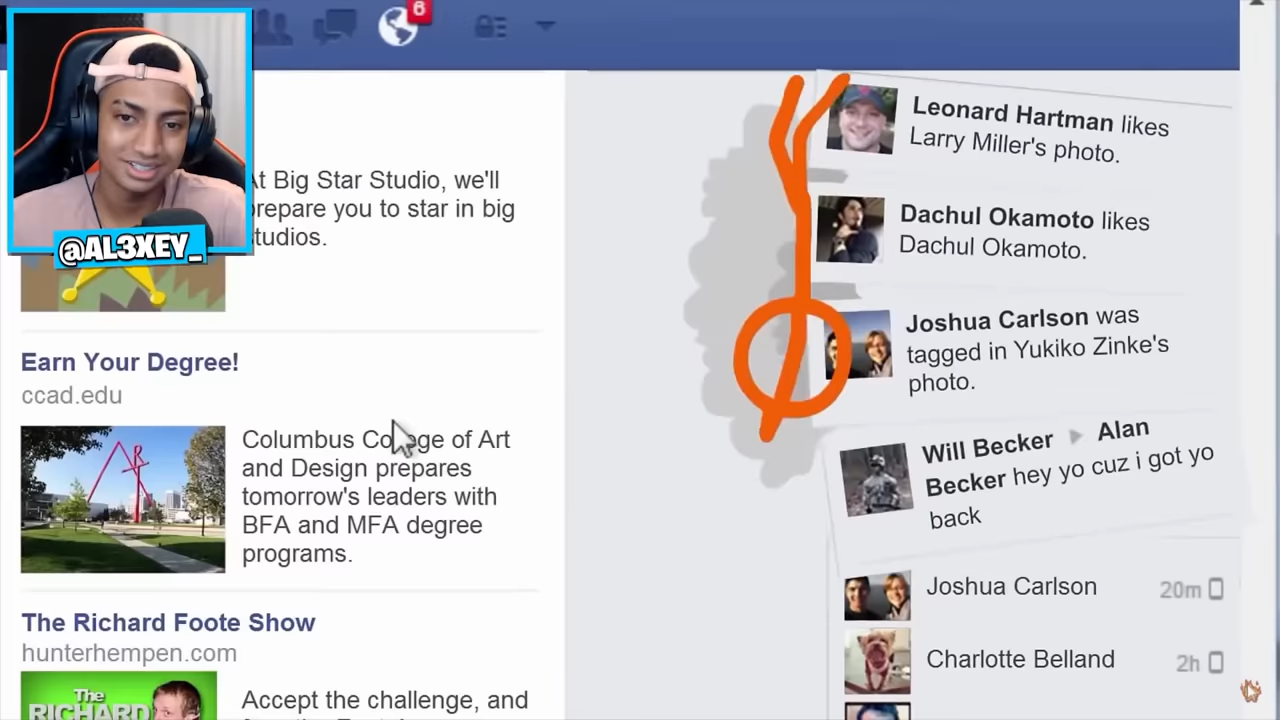 6
@AL3XEY_
At Big Star Studio, we'll
prepare you to star in big
studios.
Earn Your Degree!
ccad.edu
Columbus College of Art
and Design prepares
tomorrow's leaders with
BFA and MFA degree
programs.
The Richard Foote Show
hunterhempen.com
The
RICHARD
Accept the challenge, and
Leonard Hartman likes
Larry Miller's photo.
Dachul Okamoto likes
Dachul Okamoto.
Joshua Carlson was
tagged in Yukiko Zinke's
photo.
Will Becker ▶ Alan
Becker hey yo cuz i got yo
back
Joshua Carlson 20m
Charlotte Belland 2h